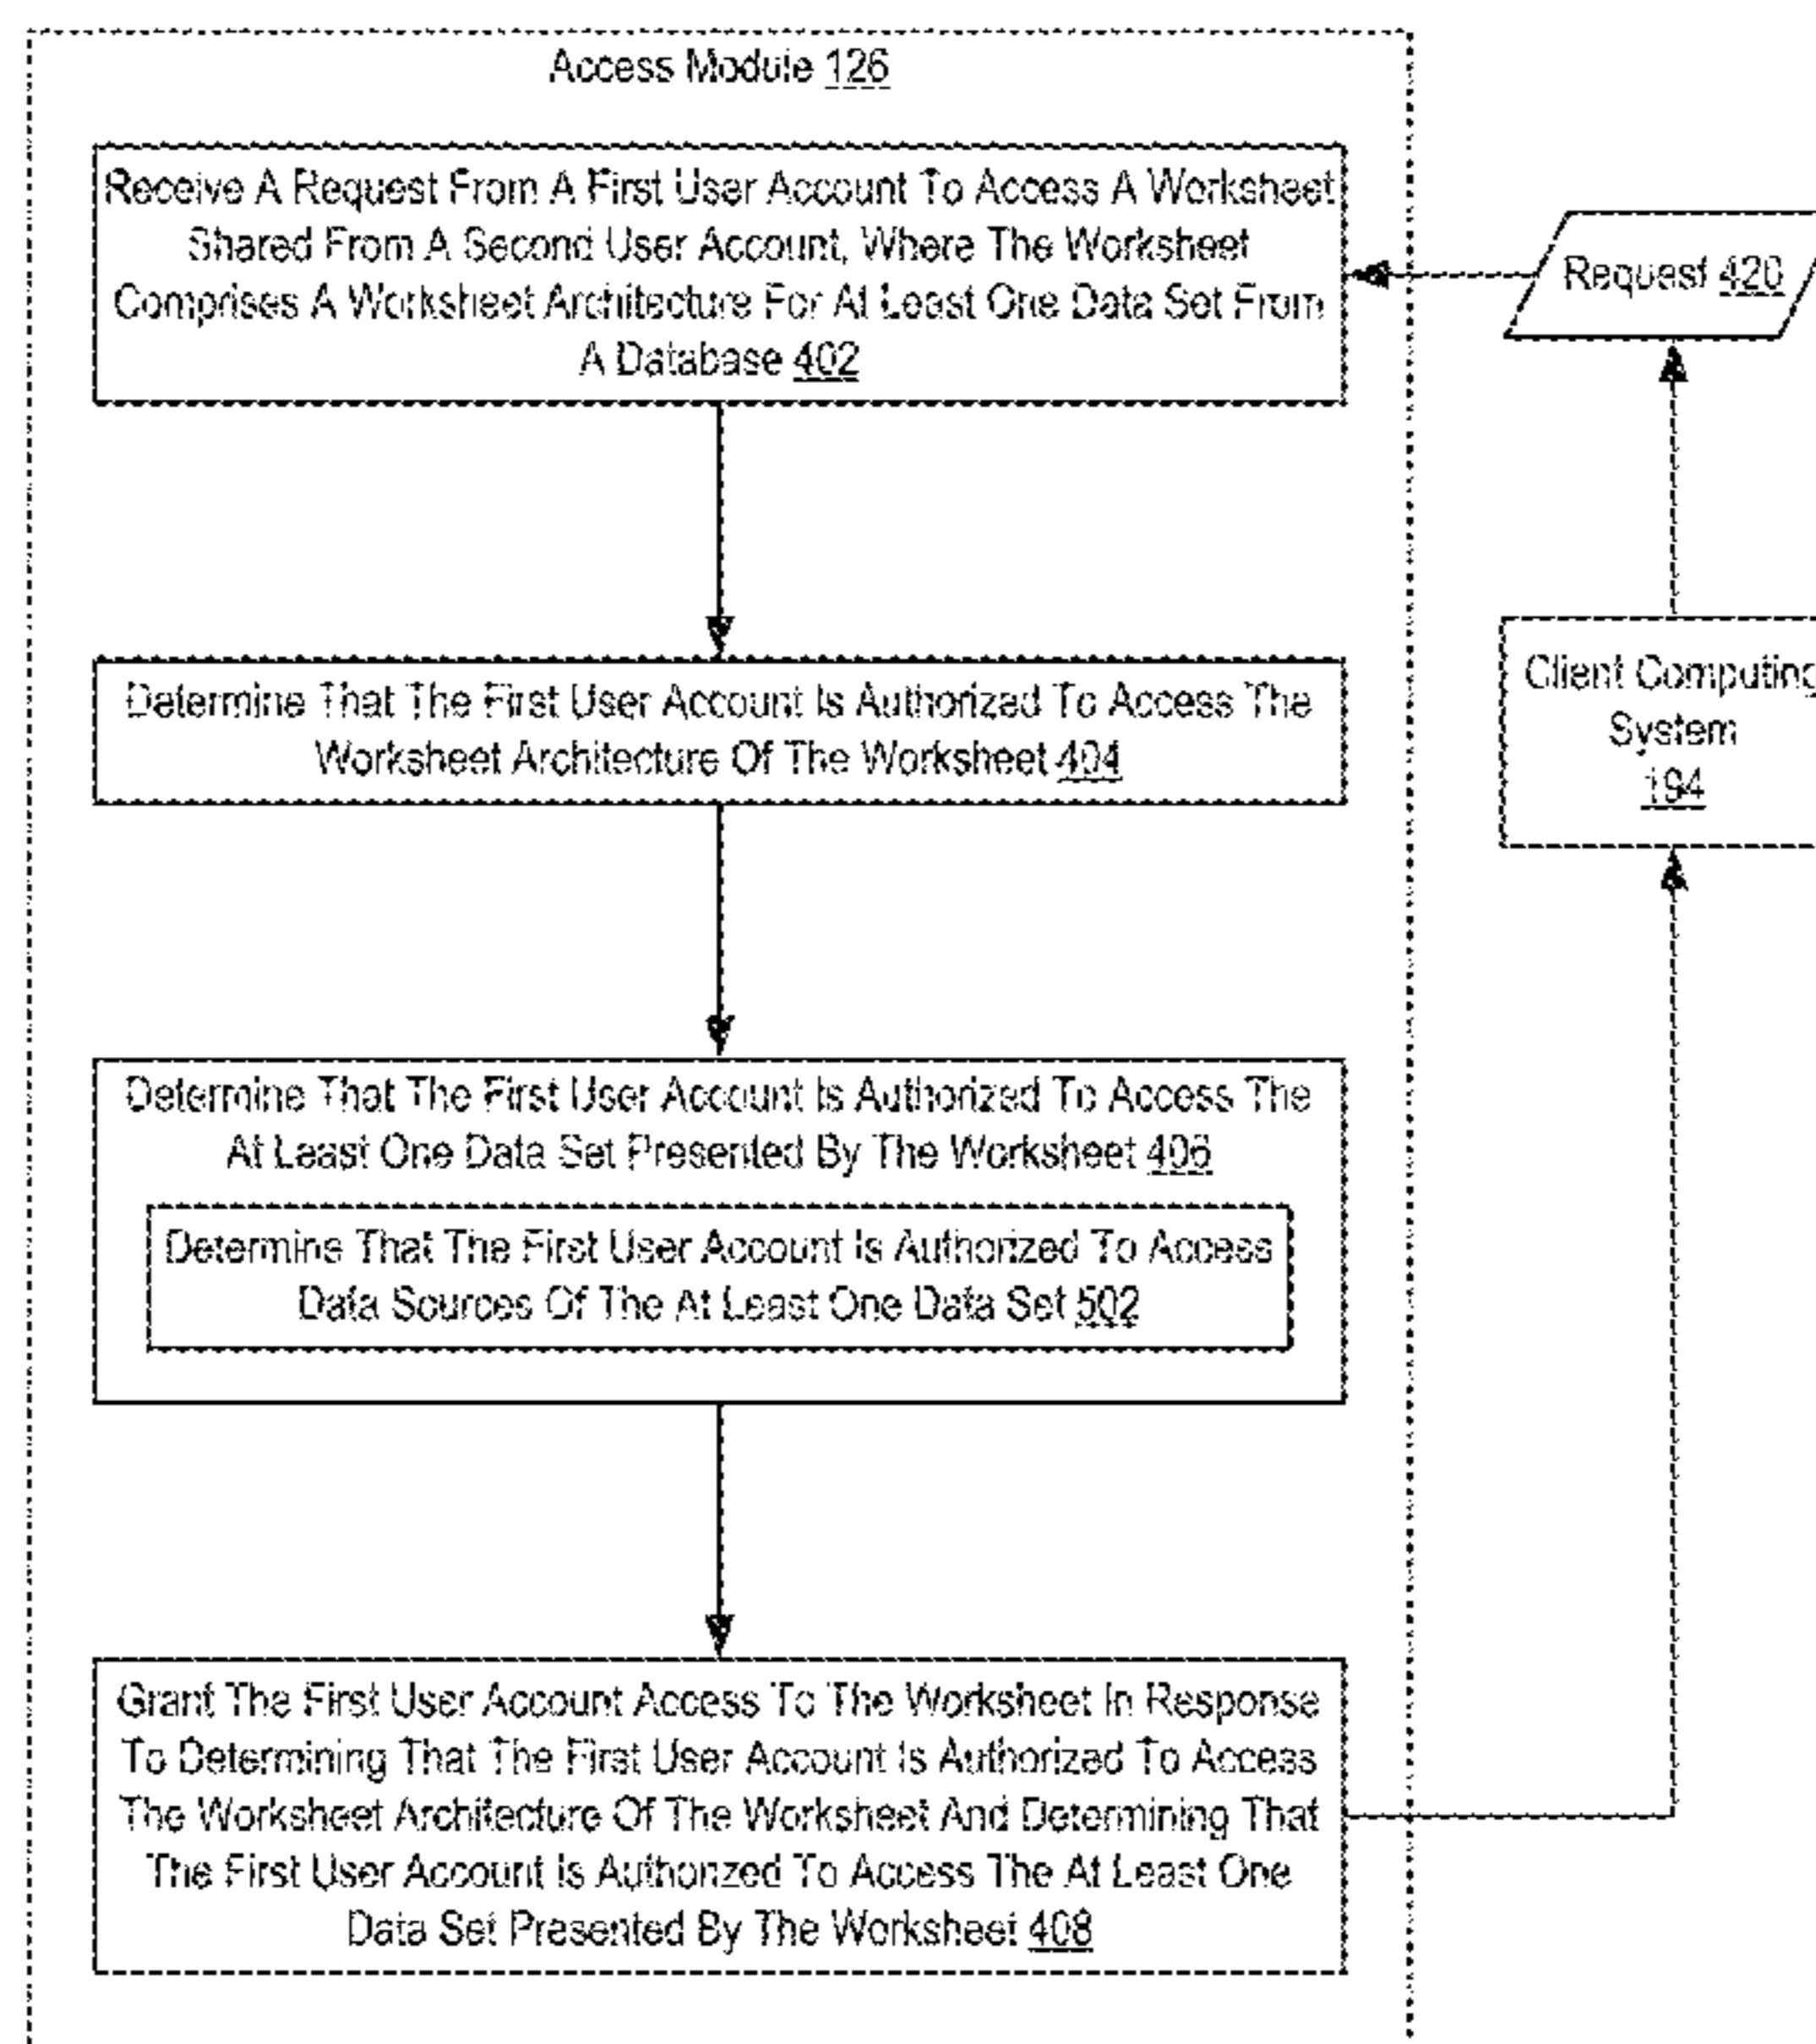 Access Module 126
Receive A Request From A First User Account To Access A Worksheet
Shared From A Second User Account, Where The Worksheet
Comprises A Worksheet Architecture For At Least One Data Set From
A Database 402
Request 420
Determine That The First User Account Is Authorized To Access The
Worksheet Architecture Of The Worksheet 404
Client Computing
System
194
Determine That The First User Account Is Authorized To Access The
At Least One Data Set Presented By The Worksheet 406
Determine That The First User Account Is Authorized To Access
Data Sources Of The At Least One Data Set 502
Grant The First User Account Access To The Worksheet In Response
To Determining That The First User Account Is Authorized To Access
The Worksheet Architecture Of The Worksheet And Determining That
The First User Account Is Authorized To Access The At Least One
Data Set Presented By The Worksheet 408